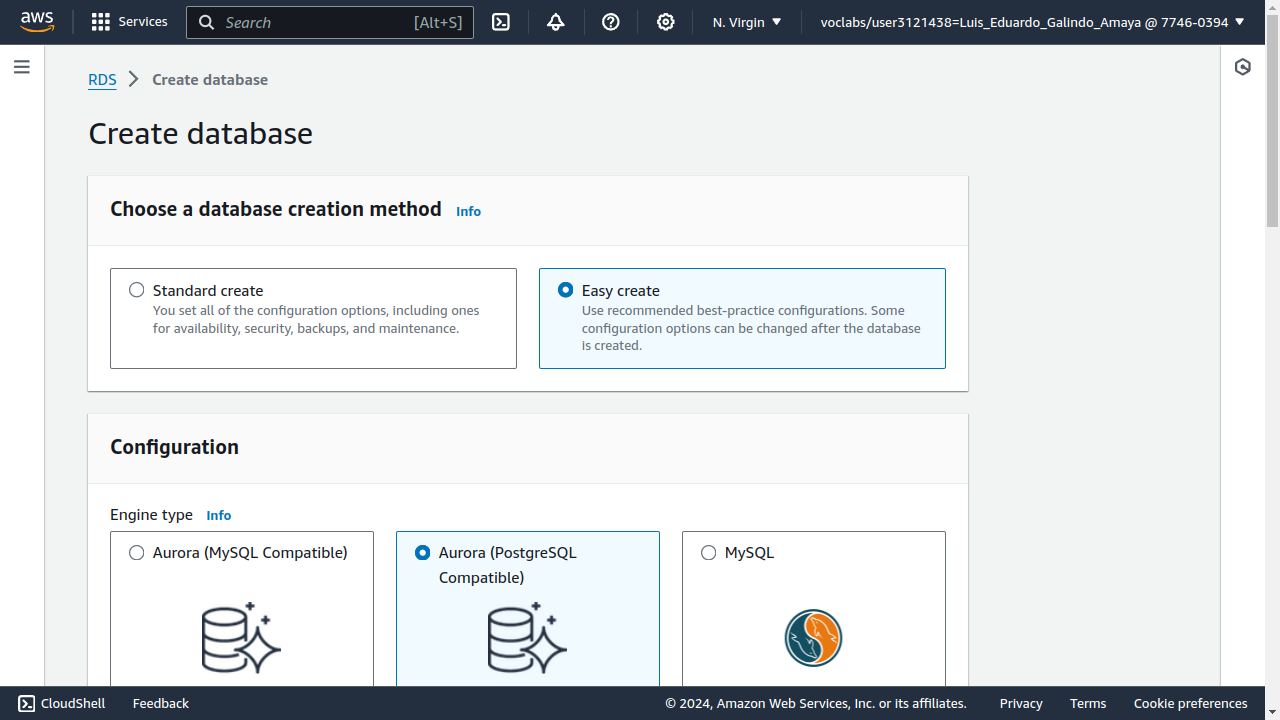 aws
Services
Search
[Alt+S]
N. Virgin
voclabs/user3121438=Luis_Eduardo_Galindo_Amaya @ 7746-0394
RDS
Create database
Create database
Choose a database creation method
Info
Standard create
You set all of the configuration options, including ones
for availability, security, backups, and maintenance.
Easy create
Use recommended best-practice configurations. Some
configuration options can be changed after the database
is created.
Configuration
Engine type
Info
Aurora (MySQL Compatible)
Aurora (PostgreSQL
Compatible)
MySQL
CloudShell
Feedback
© 2024, Amazon Web Services, Inc. or its affiliates.
Privacy
Terms
Cookie preferences